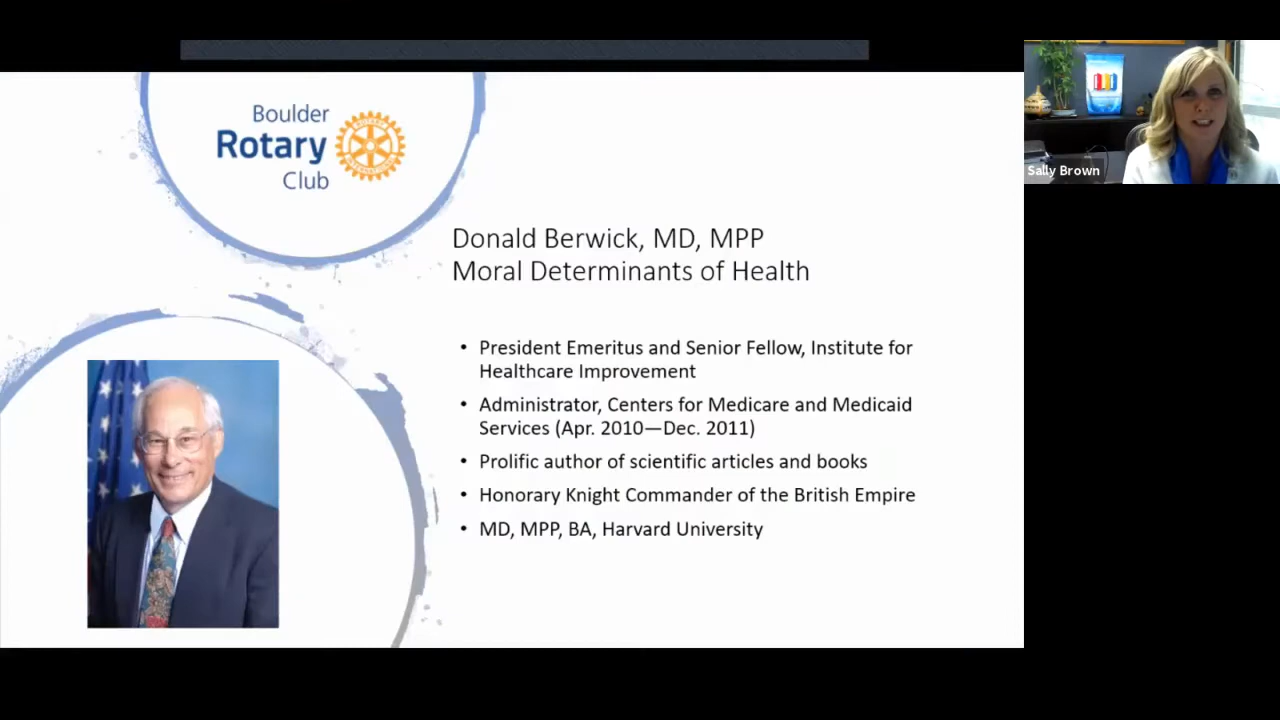 Boulder
Rotary
Club
Donald Berwick, MD, MPP
Moral Determinants of Health
• President Emeritus and Senior Fellow, Institute for
Healthcare Improvement
• Administrator, Centers for Medicare and Medicaid
Services (Apr. 2010—Dec. 2011)
• Prolific author of scientific articles and books
• Honorary Knight Commander of the British Empire
• MD, MPP, BA, Harvard University
Sally Brown